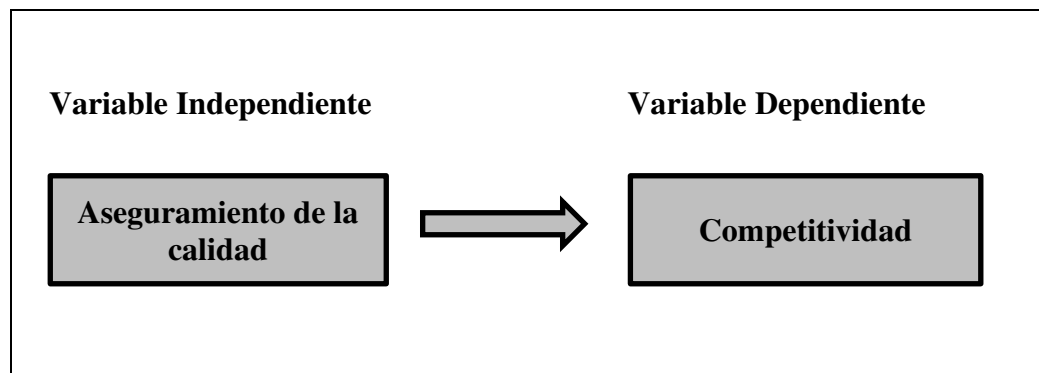 Variable Independiente
Variable Dependiente
Aseguramiento de la
calidad
Competitividad